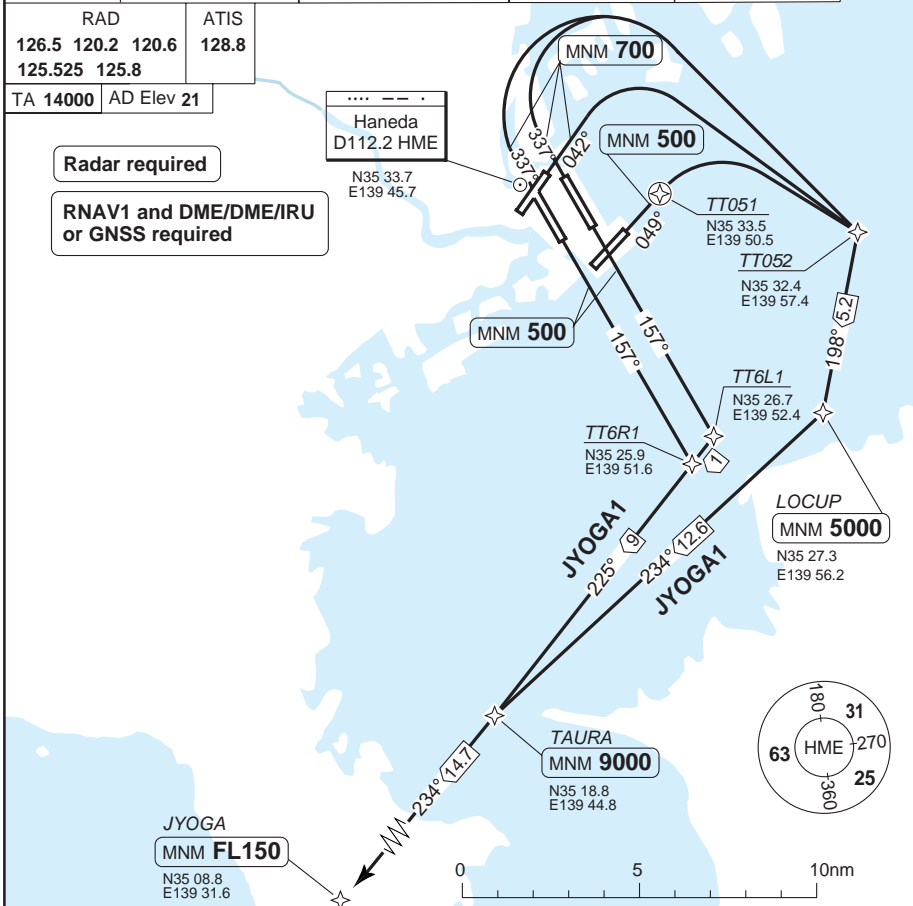 RAD
126.5 120.2 120.6
125.525 125.8
ATIS
128.8
TA 14000
AD Elev 21
Radar required
RNAV1 and DME/DME/IRU
or GNSS required
Haneda
D112.2 HME
N35 33.7
E139 45.7
MNM 700
337°
337°
042°
MNM 500
049°
TT051
N35 33.5
E139 50.5
TT052
N35 32.4
E139 57.4
198° 5.2
MNM 500
157°
157°
TT6L1
N35 26.7
E139 52.4
TT6R1
N35 25.9
E139 51.6
1
LOCUP
MNM 5000
N35 27.3
E139 56.2
JYOGA1
225° 9
234° 12.6
JYOGA1
TAURA
MNM 9000
N35 18.8
E139 44.8
234° 14.7
JYOGA
MNM FL150
N35 08.8
E139 31.6
180
31
63
HME
270
25
360
0 5 10nm